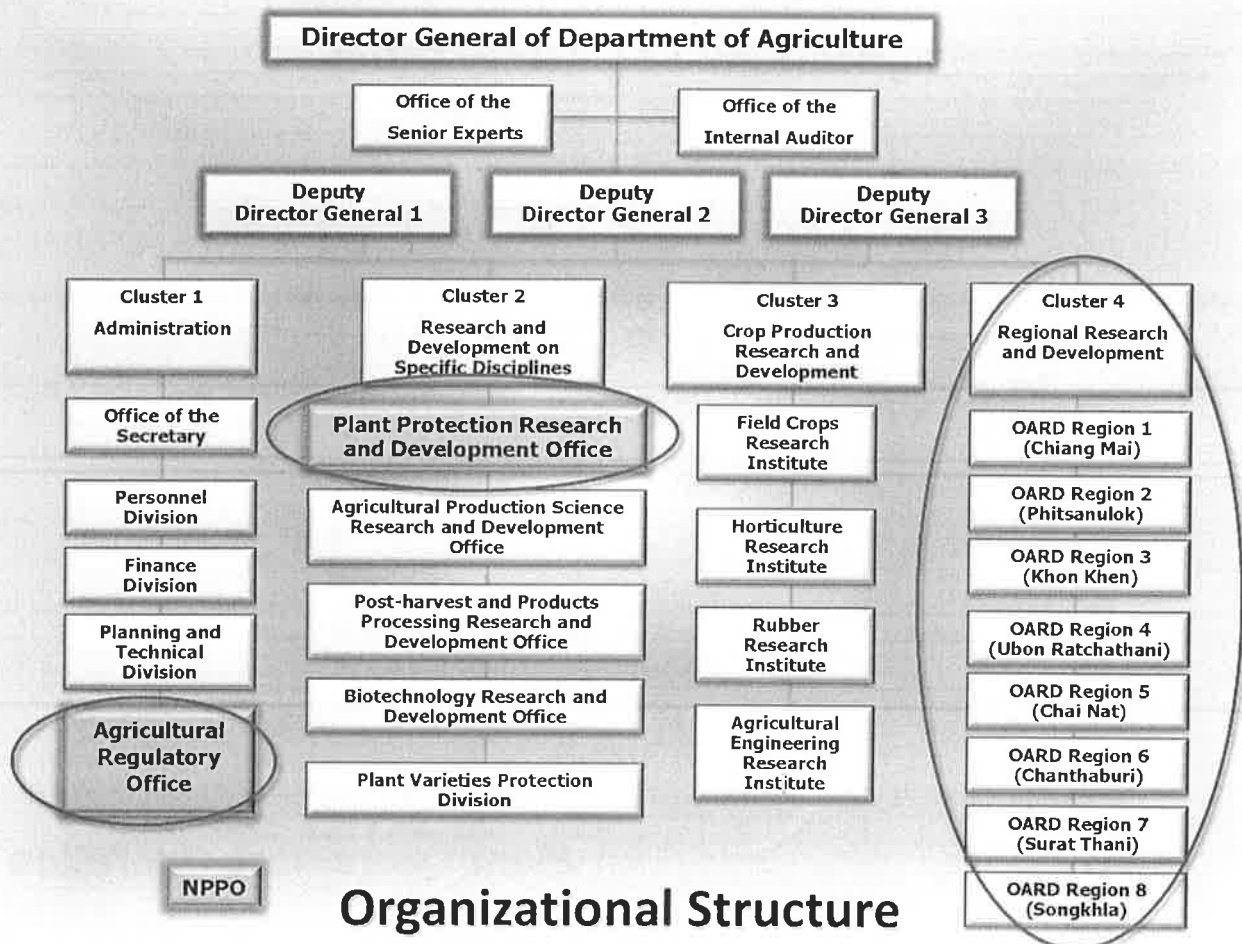 Director General of Department of Agriculture
Office of the
Senior Experts
Office of the
Internal Auditor
Deputy
Director General 1
Deputy
Director General 2
Deputy
Director General 3
Cluster 1
Administration
Office of the
Secretary
Personnel
Division
Finance
Division
Planning and
Technical
Division
Agricultural
Regulatory
Office
Cluster 2
Research and
Development on
Specific Disciplines
Plant Protection Research
and Development Office
Agricultural Production Science
Research and Development
Office
Post-harvest and Products
Processing Research and
Development Office
Biotechnology Research and
Development Office
Plant Varieties Protection
Division
Cluster 3
Crop Production
Research and
Development
Field Crops
Research
Institute
Horticulture
Research
Institute
Rubber
Research
Institute
Agricultural
Engineering
Research
Institute
Cluster 4
Regional Research
and Development
OARD Region 1
(Chiang Mai)
OARD Region 2
(Phitsanulok)
OARD Region 3
(Khon Khen)
OARD Region 4
(Ubon Ratchathani)
OARD Region 5
(Chai Nat)
OARD Region 6
(Chanthaburi)
OARD Region 7
(Surat Thani)
OARD Region 8
(Songkhla)
NPPO
Organizational Structure